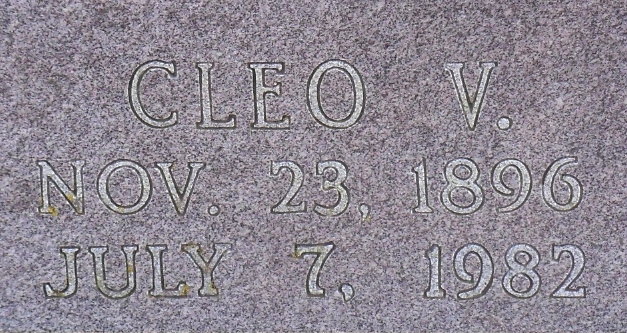 CLEO V.
NOV. 23, 1896
JULY 7, 1982